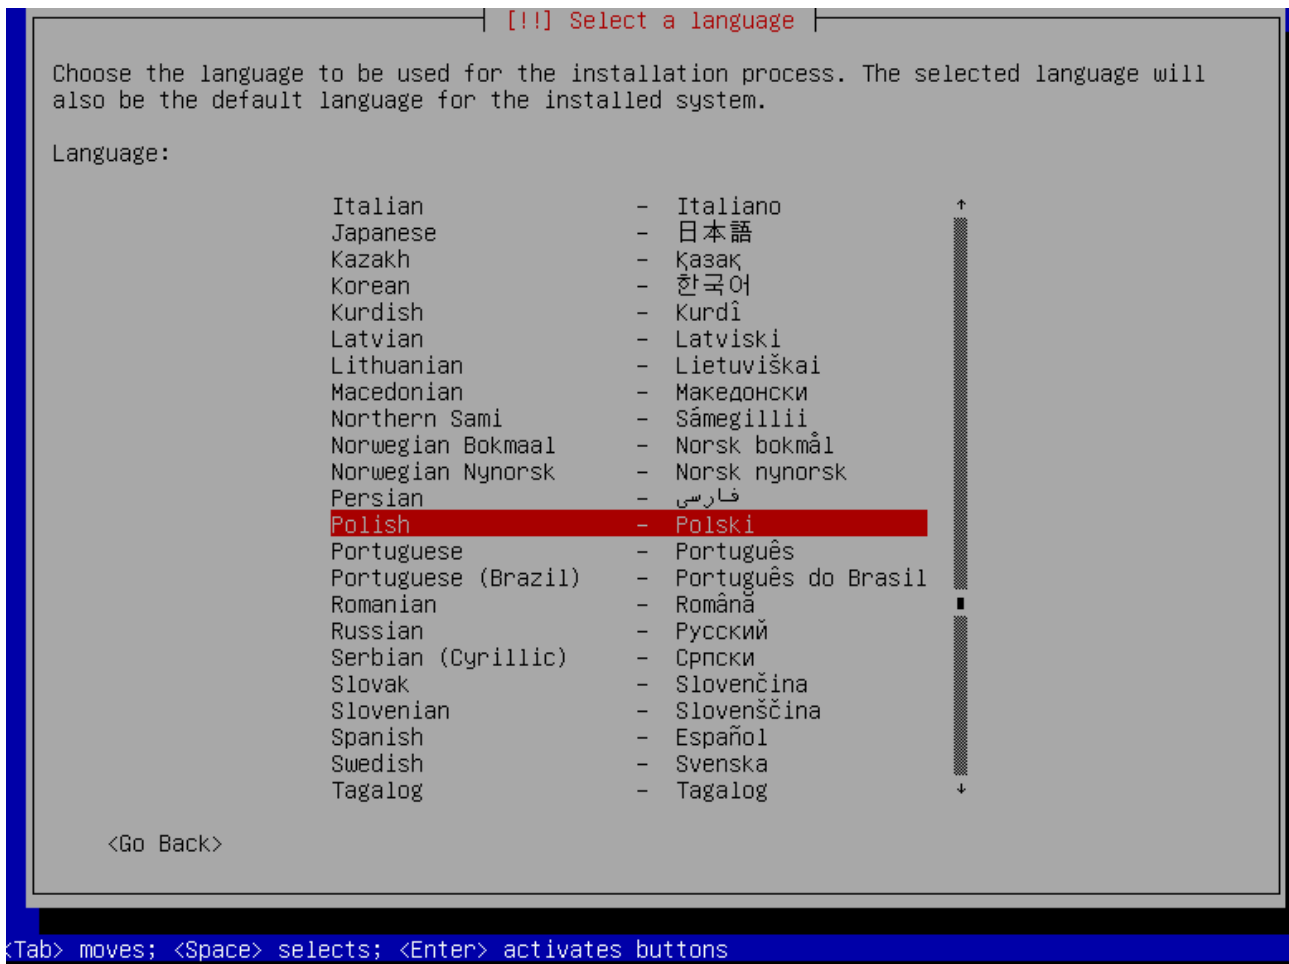 [!!] Select a language
Choose the language to be used for the installation process. The selected language will
also be the default language for the installed system.
Language:
Italian - Italiano
Japanese - 日本語
Kazakh - Қазақ
Korean - 한국어
Kurdish - Kurdî
Latvian - Latviski
Lithuanian - Lietuviškai
Macedonian - Македонски
Northern Sami - Sámegillii
Norwegian Bokmaal - Norsk bokmål
Norwegian Nynorsk - Norsk nynorsk
Persian - فارسی
Polish - Polski
Portuguese - Português
Portuguese (Brazil) - Português do Brasil
Romanian - Română
Russian - Русский
Serbian (Cyrillic) - Српски
Slovak - Slovenčina
Slovenian - Slovenščina
Spanish - Español
Swedish - Svenska
Tagalog - Tagalog
<Go Back>
<Tab> moves; <Space> selects; <Enter> activates buttons